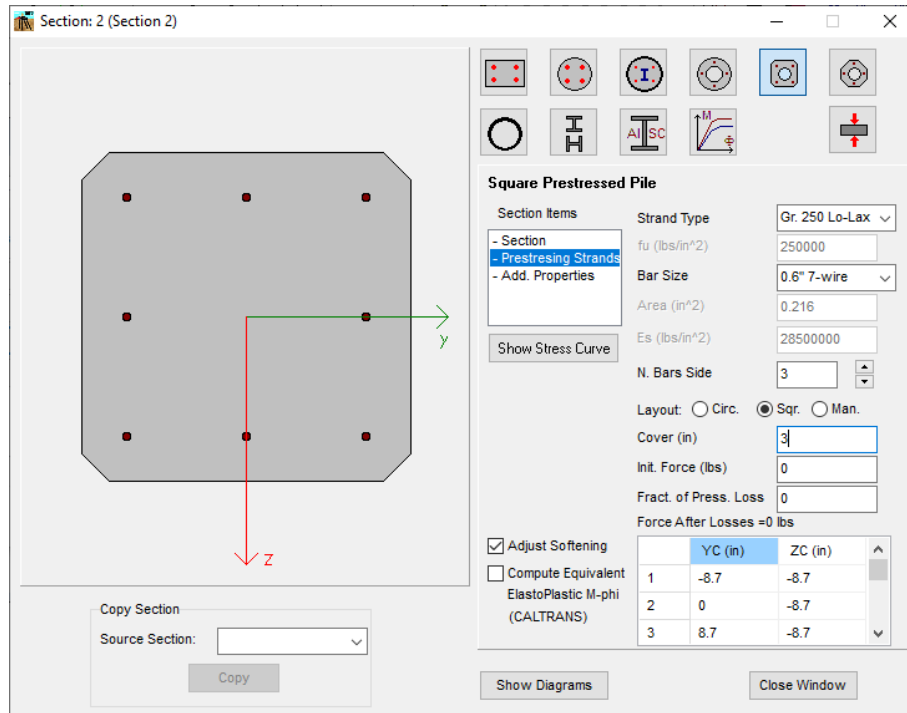 Section: 2 (Section 2)
y
Z
I
I
H
AI SC
M
Φ
Square Prestressed Pile
Section Items
- Section
- Prestresing Strands
- Add. Properties
Show Stress Curve
Strand Type
Gr. 250 Lo-Lax
fu (lbs/in^2)
250000
Bar Size
0.6" 7-wire
Area (in^2)
0.216
Es (lbs/in^2)
28500000
N. Bars Side
3
Layout: Circ. Sqr. Man.
Cover (in)
3
Init. Force (lbs)
0
Fract. of Press. Loss
0
Force After Losses =0 lbs
Adjust Softening
Compute Equivalent
ElastoPlastic M-phi
(CALTRANS)
YC (in) ZC (in)
1 -8.7 -8.7
2 0 -8.7
3 8.7 -8.7
Copy Section
Source Section:
Copy
Show Diagrams
Close Window